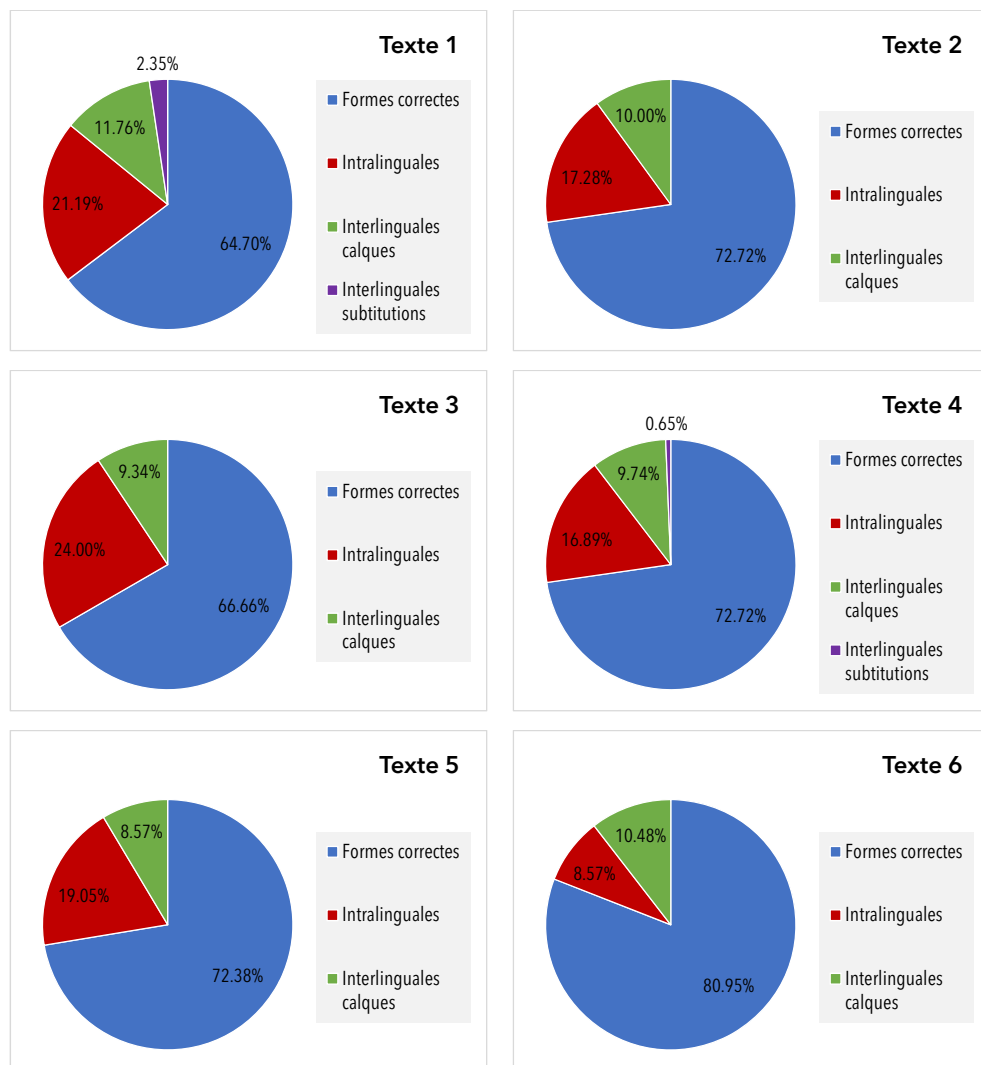 Texte 1
2.35%
11.76%
21.19%
64.70%
Formes correctes
Intralinguales
Interlinguales
calques
Interlinguales
subtitutions
Texte 2
10.00%
17.28%
72.72%
Formes correctes
Intralinguales
Interlinguales
calques
Texte 3
9.34%
24.00%
66.66%
Formes correctes
Intralinguales
Interlinguales
calques
Texte 4
0.65%
9.74%
16.89%
72.72%
Formes correctes
Intralinguales
Interlinguales
calques
Interlinguales
subtitutions
Texte 5
8.57%
19.05%
72.38%
Formes correctes
Intralinguales
Interlinguales
calques
Texte 6
10.48%
8.57%
80.95%
Formes correctes
Intralinguales
Interlinguales
calques